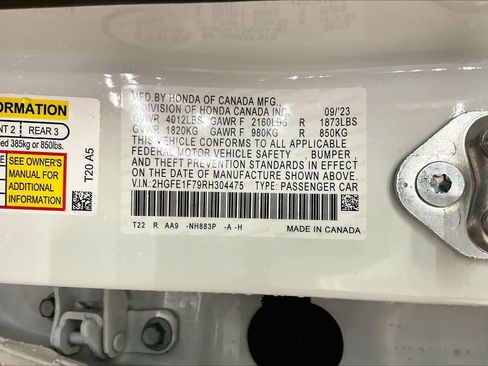 MFD.BY HONDA OF CANADA MFG.,
DIVISION OF HONDA CANADA INC. 09/'23
GVWR 4012LBS GAWR F 2160LBS R 1873LBS
GVWR 1820KG GAWR F 980KG R 850KG
THIS VEHICLE CONFORMS TO ALL APPLICABLE
FEDERAL MOTOR VEHICLE SAFETY, BUMPER,
AND THEFT PREVENTION STANDARDS IN EFFECT
ON THE DATE OF MANUFACTURE SHOWN ABOVE.
V.I.N.:2HGFE1F79RH304475 TYPE: PASSENGER CAR
T22 R AA9 -NH883P -A -H
MADE IN CANADA
ORMATION
NT 2 REAR 3
ed 385kg or 850lbs.
SEE OWNER'S
MANUAL FOR
ADDITIONAL
INFORMATION
T20 A5